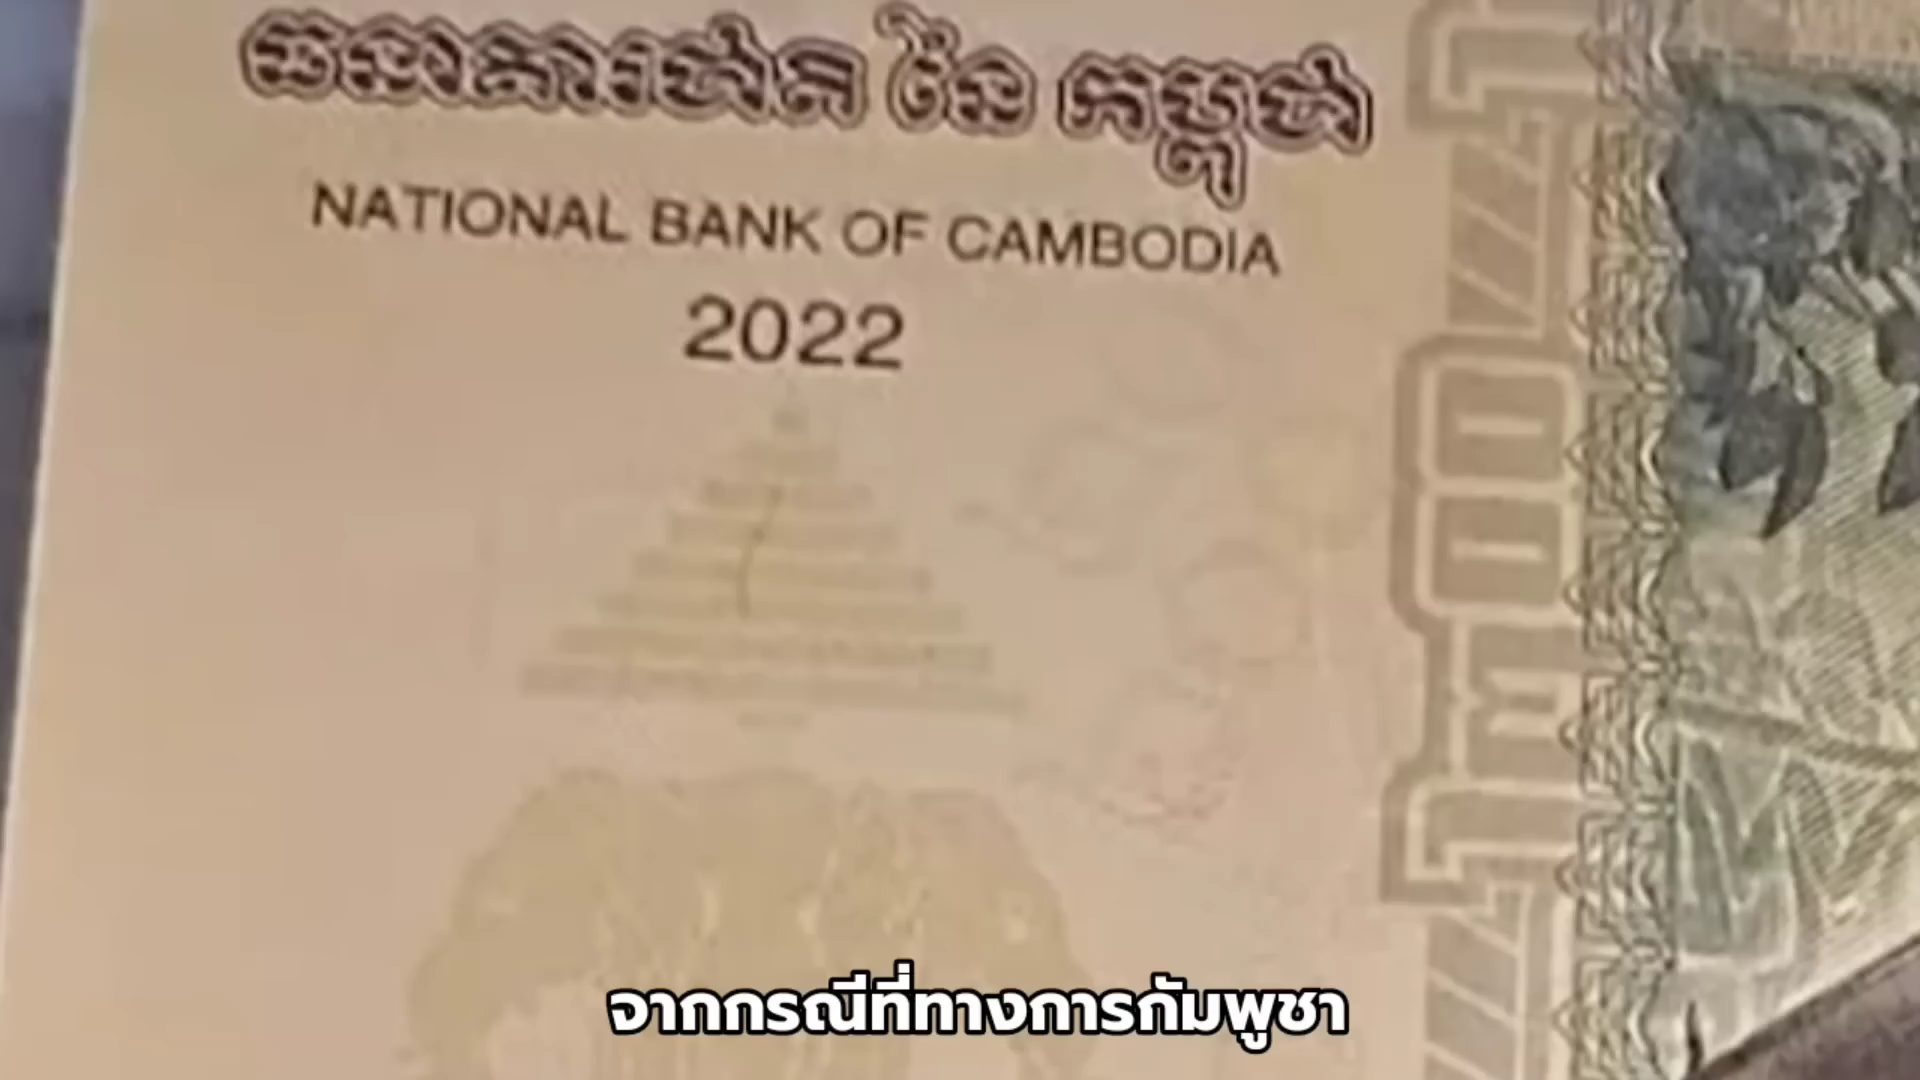 ធនាគារជាតិ នៃ កម្ពុជា
NATIONAL BANK OF CAMBODIA
2022
จากกรณีที่ทางการกัมพูชา